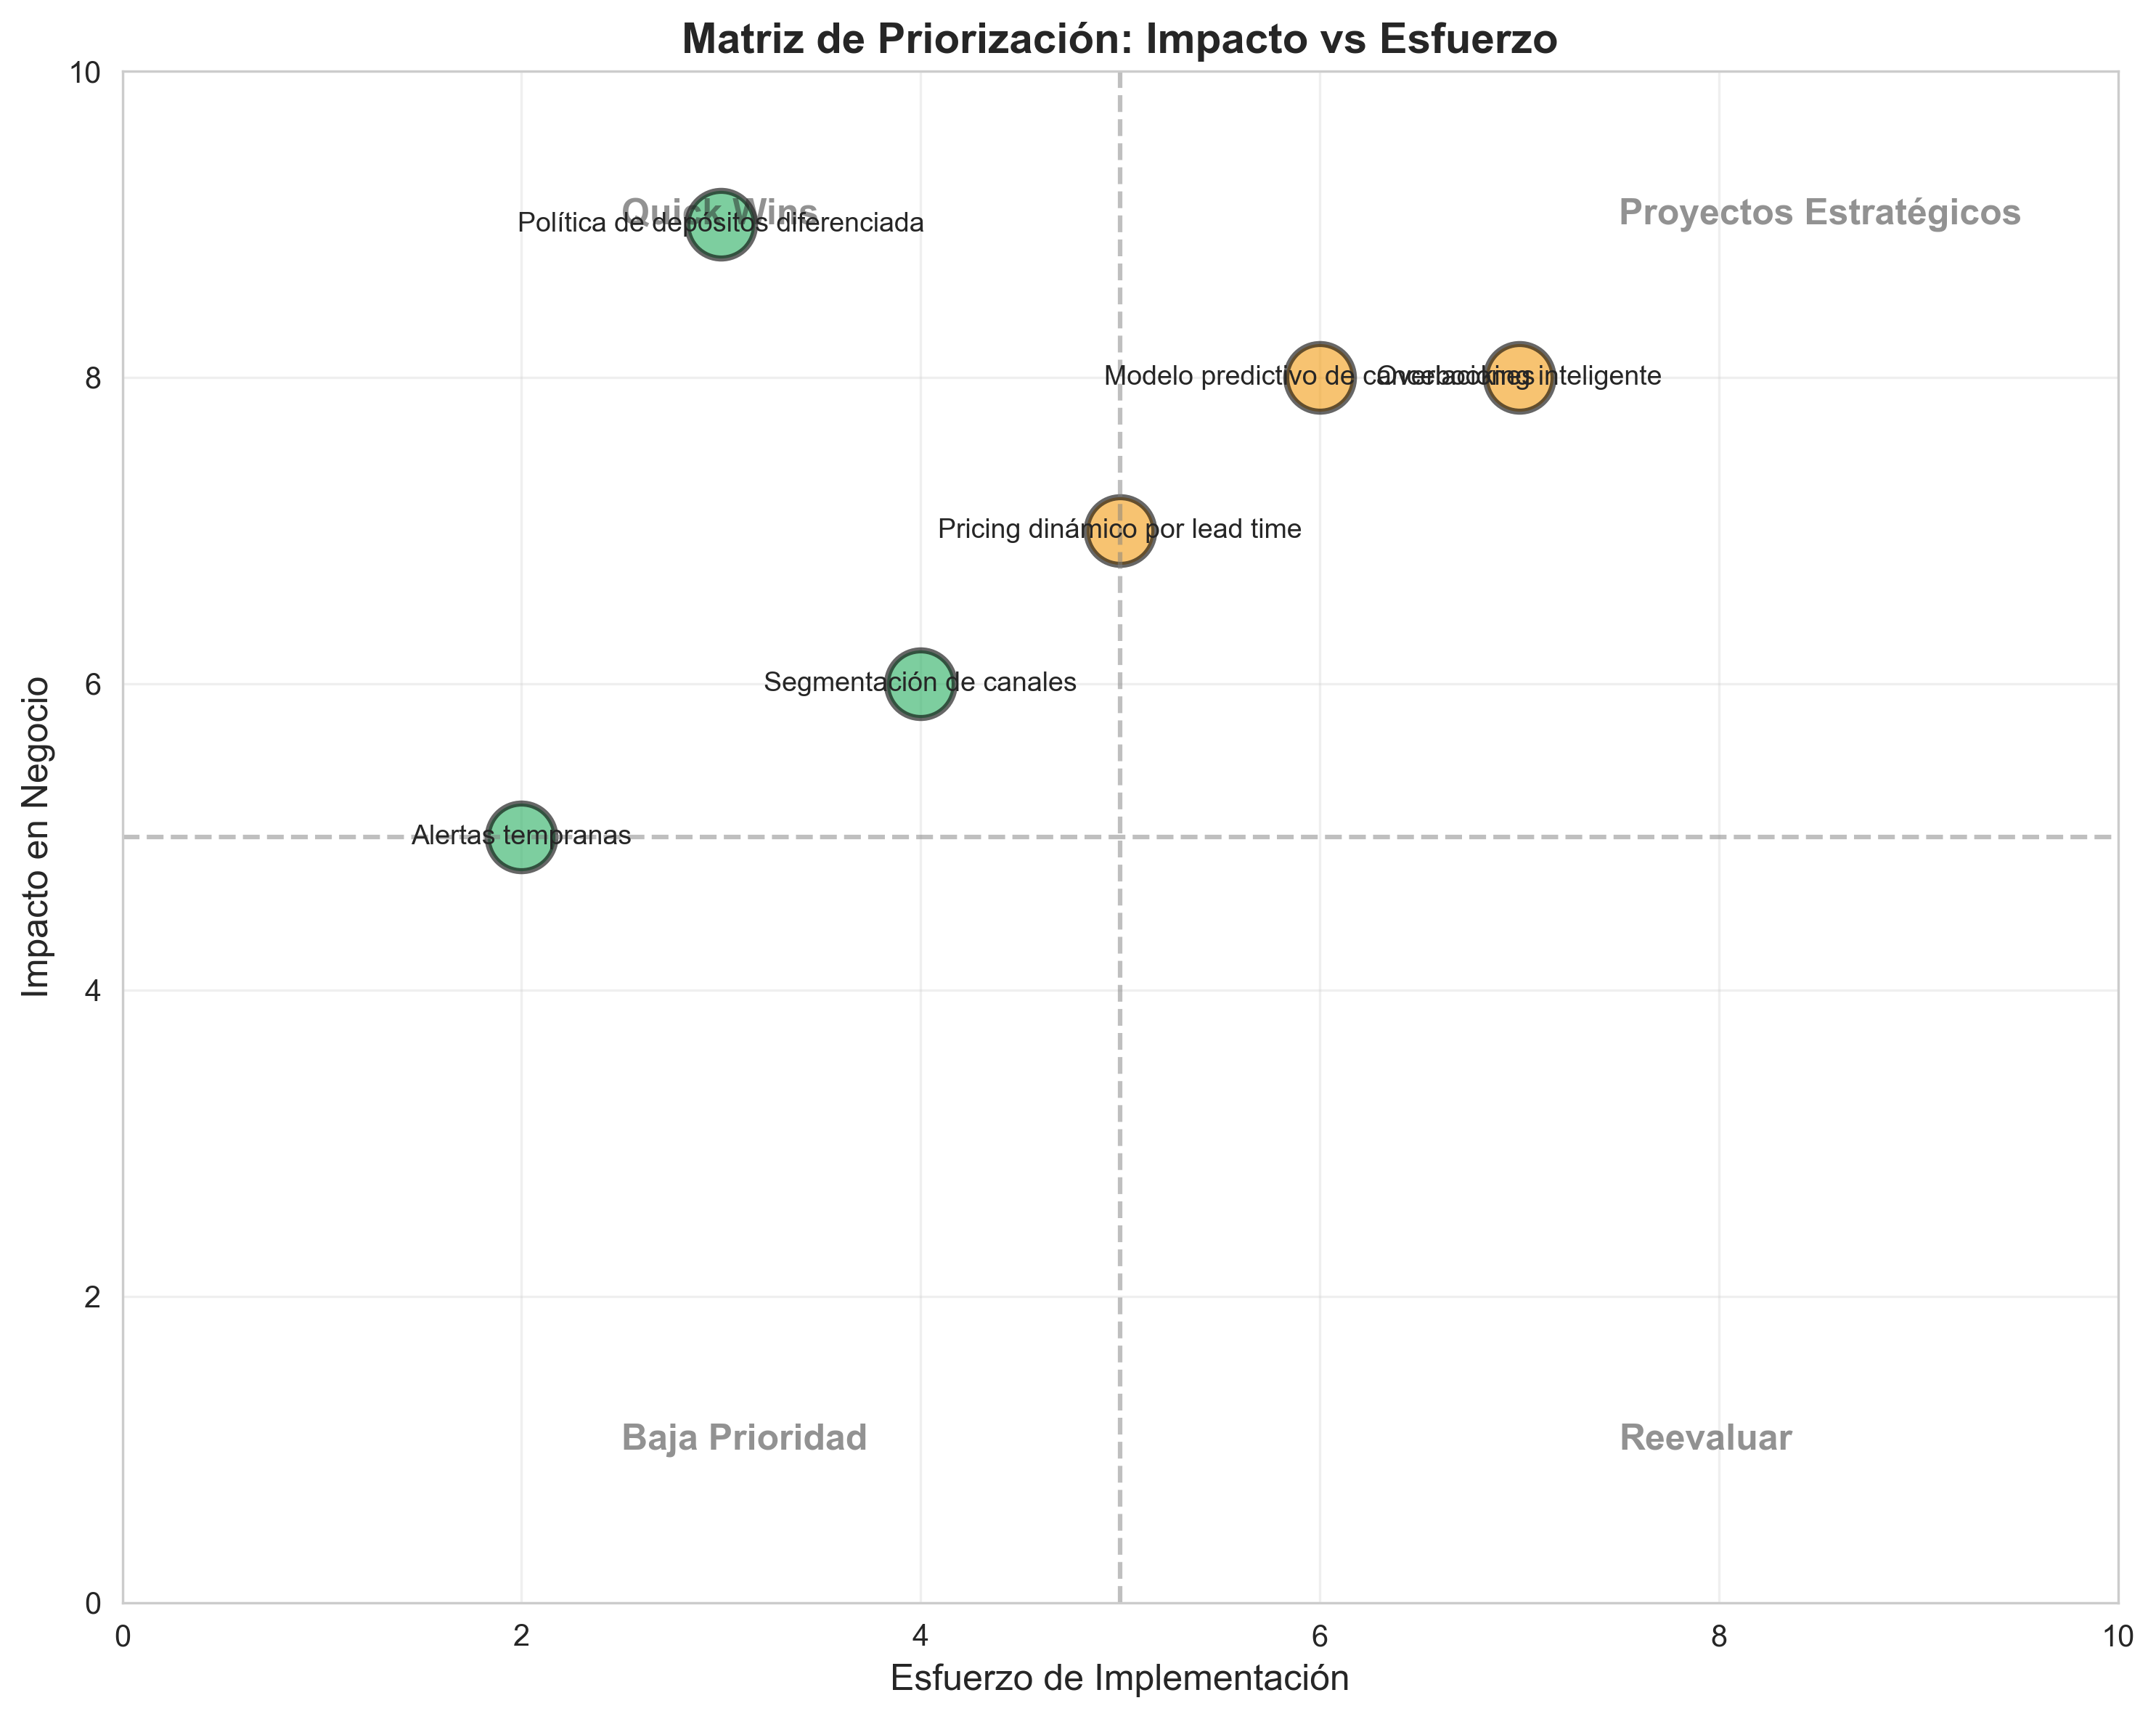 Matriz de Priorización: Impacto vs Esfuerzo
10
Quick Wins
Proyectos Estratégicos
Política de depósitos diferenciada
8
Modelo predictivo de cancelaciones
Overbooking inteligente
Pricing dinámico por lead time
6
Segmentación de canales
Impacto en Negocio
Alertas tempranas
4
2
Baja Prioridad
Reevaluar
0
0 2 4 6 8 10
Esfuerzo de Implementación